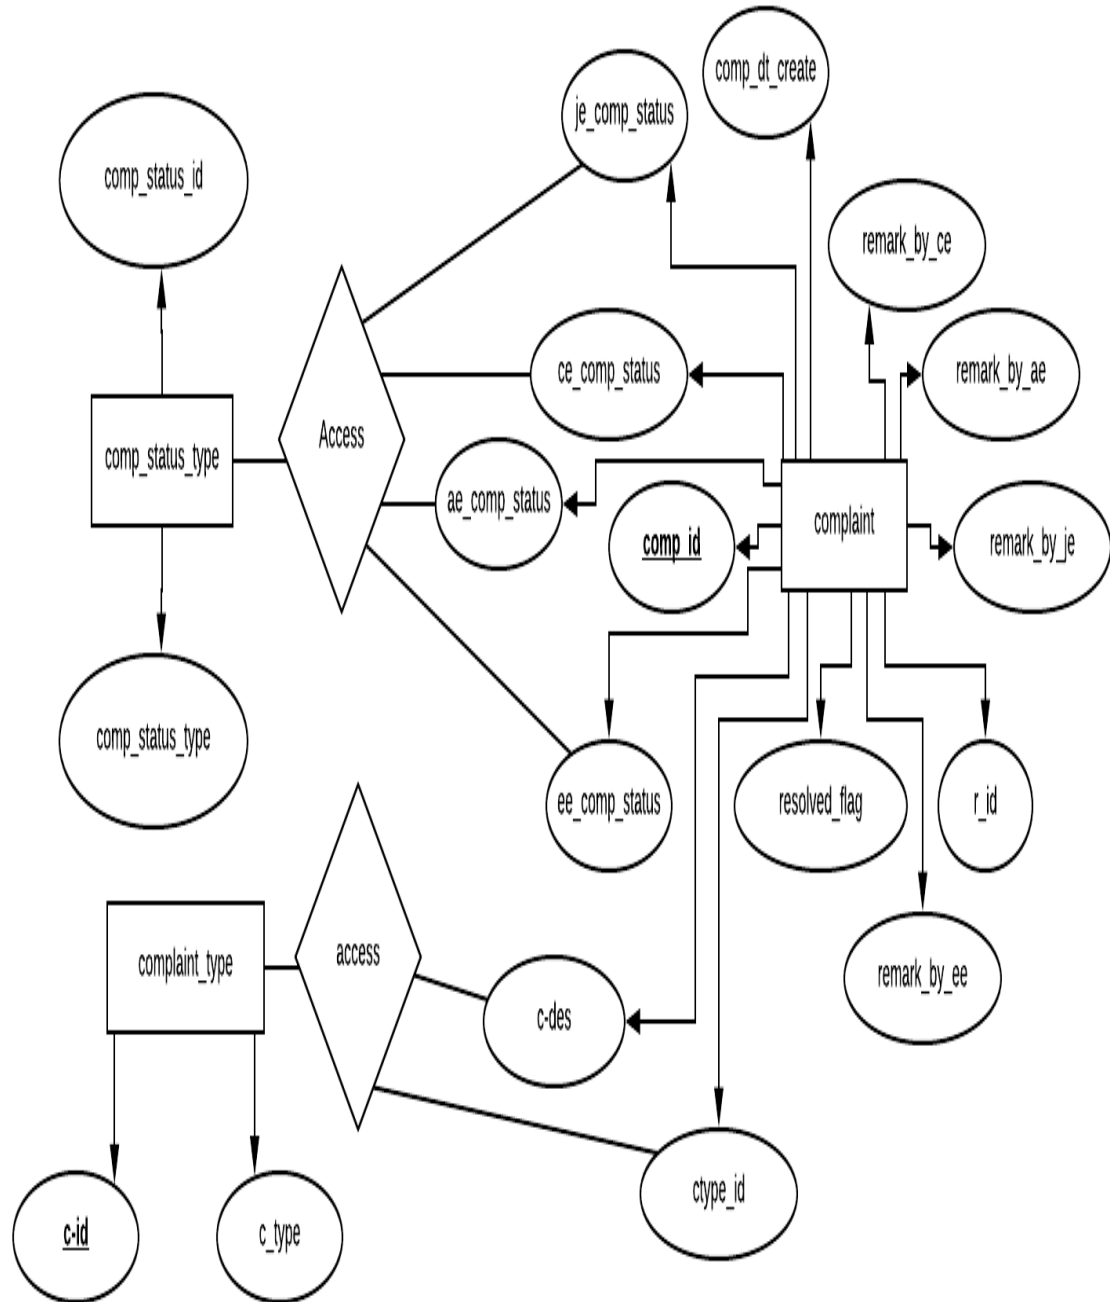 comp_dt_create
je_comp_status
comp_status_id
remark_by_ce
ce_comp_status
remark_by_ae
Access
comp_status_type
ae_comp_status
complaint
comp_id
remark_by_je
comp_status_type
ee_comp_status
resolved_flag
r_id
access
complaint_type
remark_by_ee
c-des
ctype_id
c-id
c_type